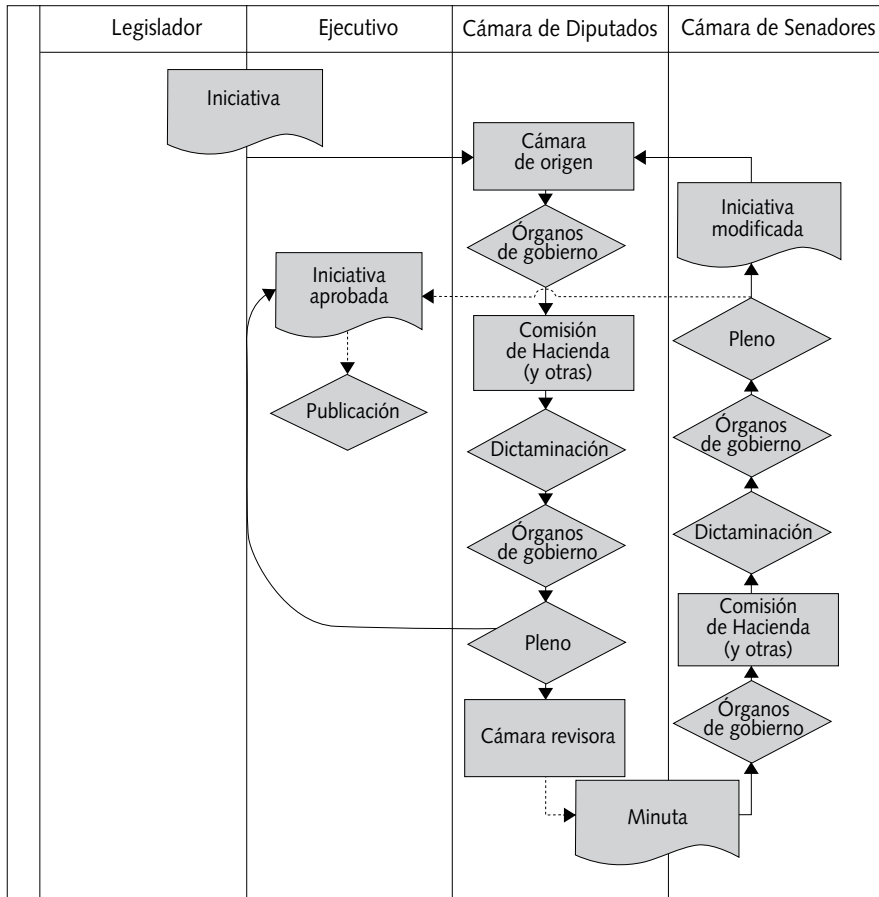 Legislador
Ejecutivo
Cámara de Diputados
Cámara de Senadores
Iniciativa
Cámara
de origen
Órganos
de gobierno
Iniciativa
modificada
Iniciativa
aprobada
Comisión
de Hacienda
(y otras)
Pleno
Publicación
Órganos
de gobierno
Dictaminación
Dictaminación
Órganos
de gobierno
Comisión
de Hacienda
(y otras)
Pleno
Órganos
de gobierno
Cámara revisora
Minuta